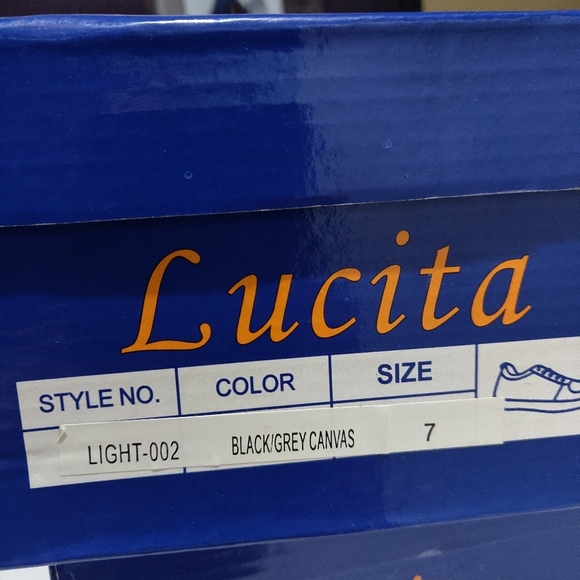 Lucita
STYLE NO. COLOR SIZE
LIGHT-002 BLACK/GREY CANVAS 7